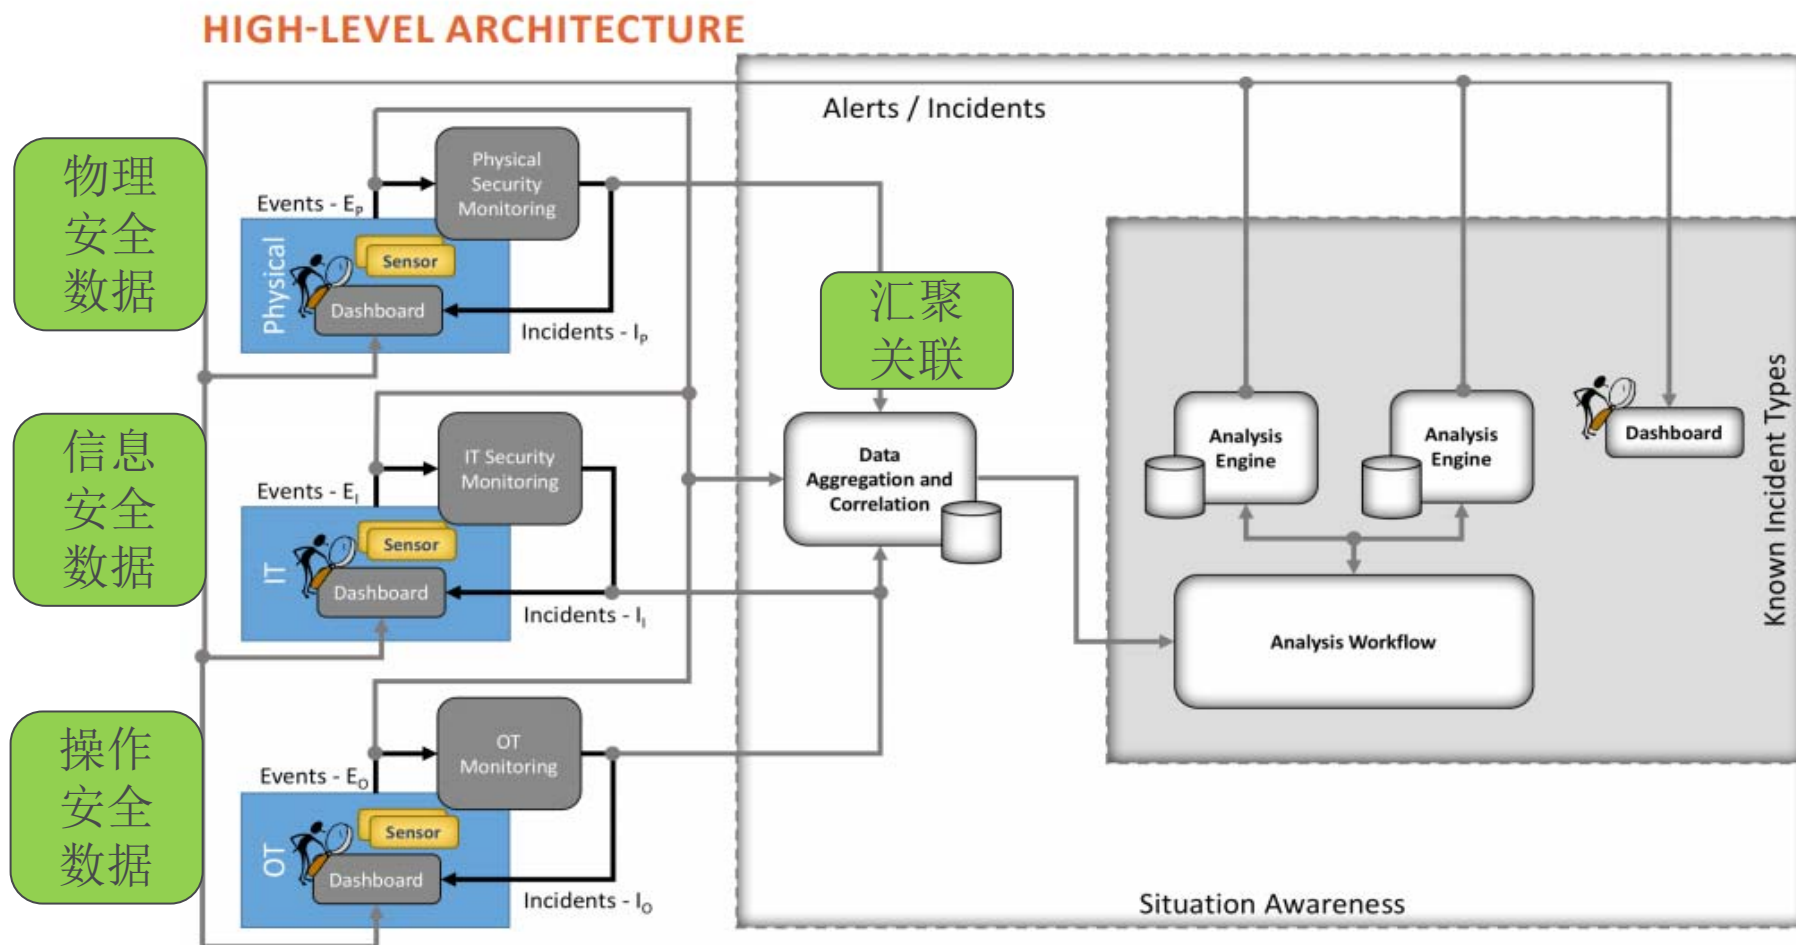 HIGH-LEVEL ARCHITECTURE
Alerts / Incidents
物理
安全
数据
Physical
Security
Monitoring
Events - EP
Sensor
Physical
Dashboard
Incidents - IP
汇聚
关联
信息
安全
数据
IT Security
Monitoring
Events - EI
Sensor
IT
Dashboard
Incidents - II
Data
Aggregation and
Correlation
Analysis
Engine
Analysis
Engine
Dashboard
Known Incident Types
Analysis Workflow
操作
安全
数据
OT
Monitoring
Events - EO
Sensor
OT
Dashboard
Incidents - IO
Situation Awareness